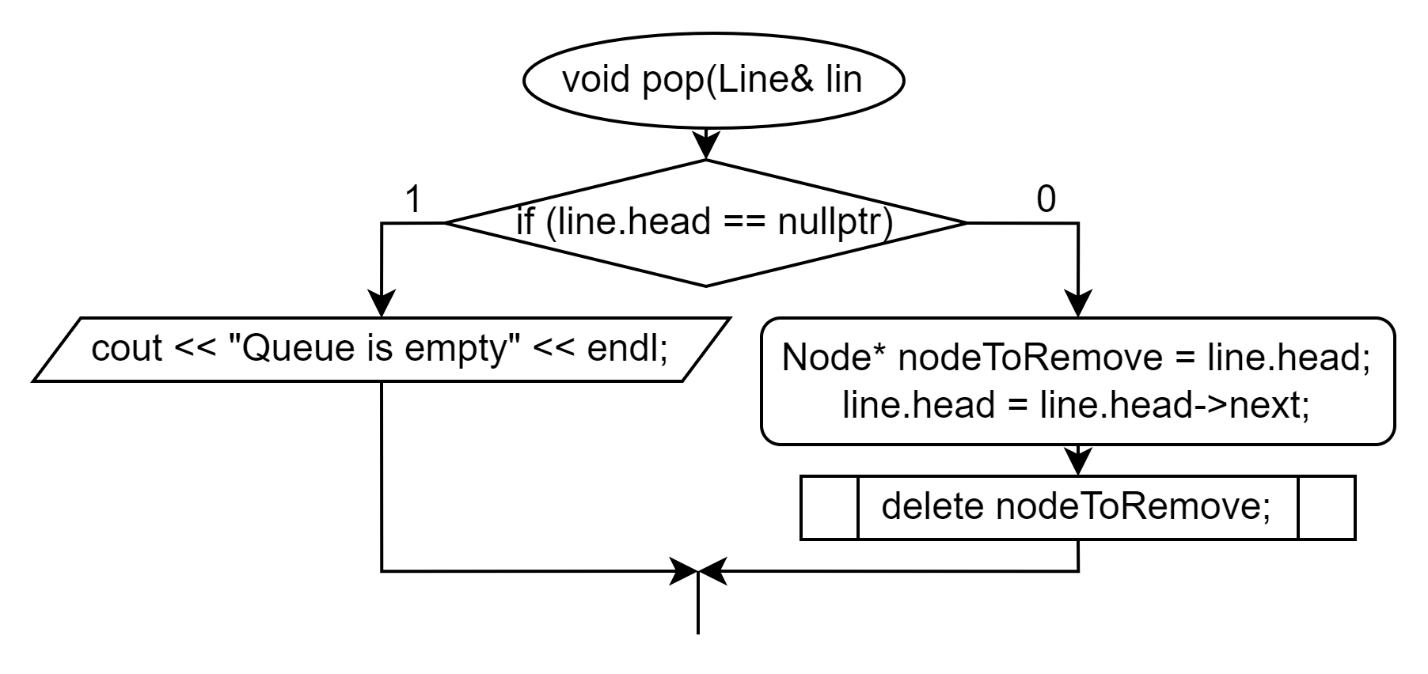 void pop(Line& lin
if (line.head == nullptr)
1
0
cout << "Queue is empty" << endl;
Node* nodeToRemove = line.head;
line.head = line.head->next;
delete nodeToRemove;